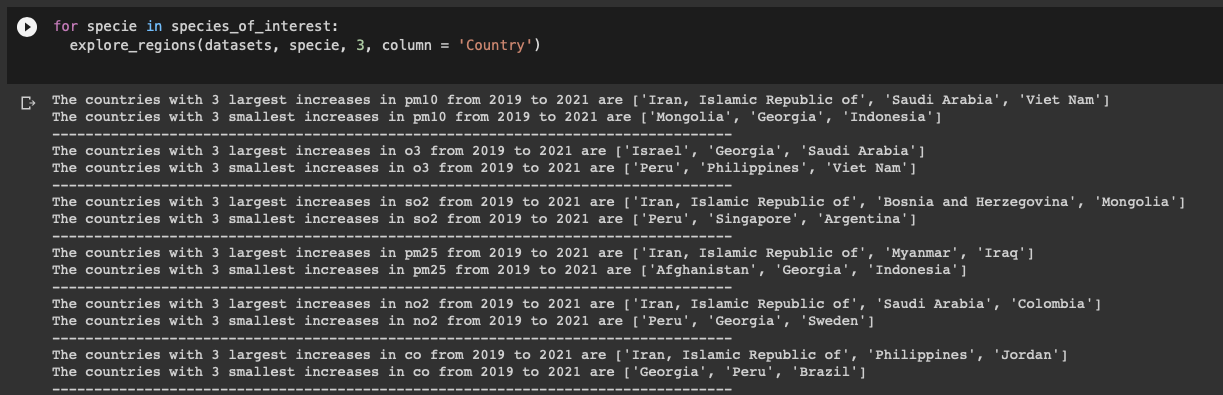 for specie in species_of_interest:
  explore_regions(datasets, specie, 3, column = 'Country')
The countries with 3 largest increases in pm10 from 2019 to 2021 are ['Iran, Islamic Republic of', 'Saudi Arabia', 'Viet Nam']
The countries with 3 smallest increases in pm10 from 2019 to 2021 are ['Mongolia', 'Georgia', 'Indonesia']
--------------------------------------------------------------------------------
The countries with 3 largest increases in o3 from 2019 to 2021 are ['Israel', 'Georgia', 'Saudi Arabia']
The countries with 3 smallest increases in o3 from 2019 to 2021 are ['Peru', 'Philippines', 'Viet Nam']
--------------------------------------------------------------------------------
The countries with 3 largest increases in so2 from 2019 to 2021 are ['Iran, Islamic Republic of', 'Bosnia and Herzegovina', 'Mongolia']
The countries with 3 smallest increases in so2 from 2019 to 2021 are ['Peru', 'Singapore', 'Argentina']
--------------------------------------------------------------------------------
The countries with 3 largest increases in pm25 from 2019 to 2021 are ['Iran, Islamic Republic of', 'Myanmar', 'Iraq']
The countries with 3 smallest increases in pm25 from 2019 to 2021 are ['Afghanistan', 'Georgia', 'Indonesia']
--------------------------------------------------------------------------------
The countries with 3 largest increases in no2 from 2019 to 2021 are ['Iran, Islamic Republic of', 'Saudi Arabia', 'Colombia']
The countries with 3 smallest increases in no2 from 2019 to 2021 are ['Peru', 'Georgia', 'Sweden']
--------------------------------------------------------------------------------
The countries with 3 largest increases in co from 2019 to 2021 are ['Iran, Islamic Republic of', 'Philippines', 'Jordan']
The countries with 3 smallest increases in co from 2019 to 2021 are ['Georgia', 'Peru', 'Brazil']
--------------------------------------------------------------------------------